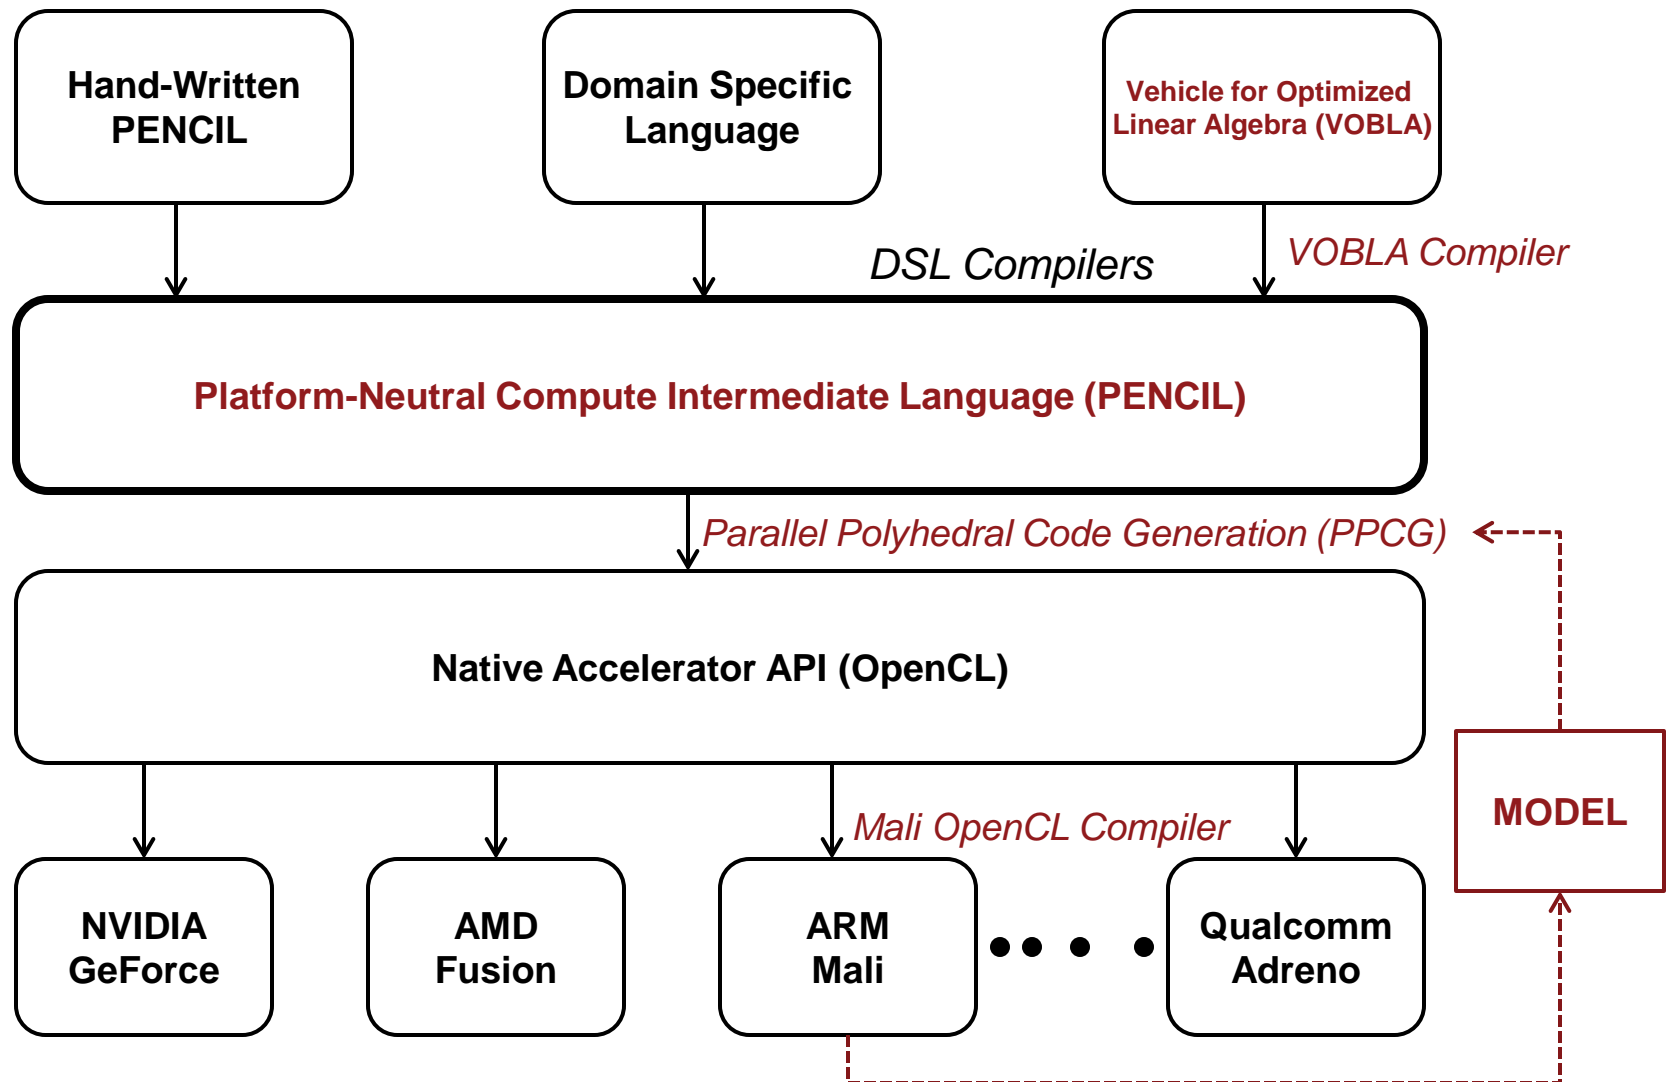 Hand-Written
PENCIL
Domain Specific
Language
Vehicle for Optimized
Linear Algebra (VOBLA)
DSL Compilers
VOBLA Compiler
Platform-Neutral Compute Intermediate Language (PENCIL)
Parallel Polyhedral Code Generation (PPCG)
Native Accelerator API (OpenCL)
MODEL
Mali OpenCL Compiler
NVIDIA
GeForce
AMD
Fusion
ARM
Mali
Qualcomm
Adreno